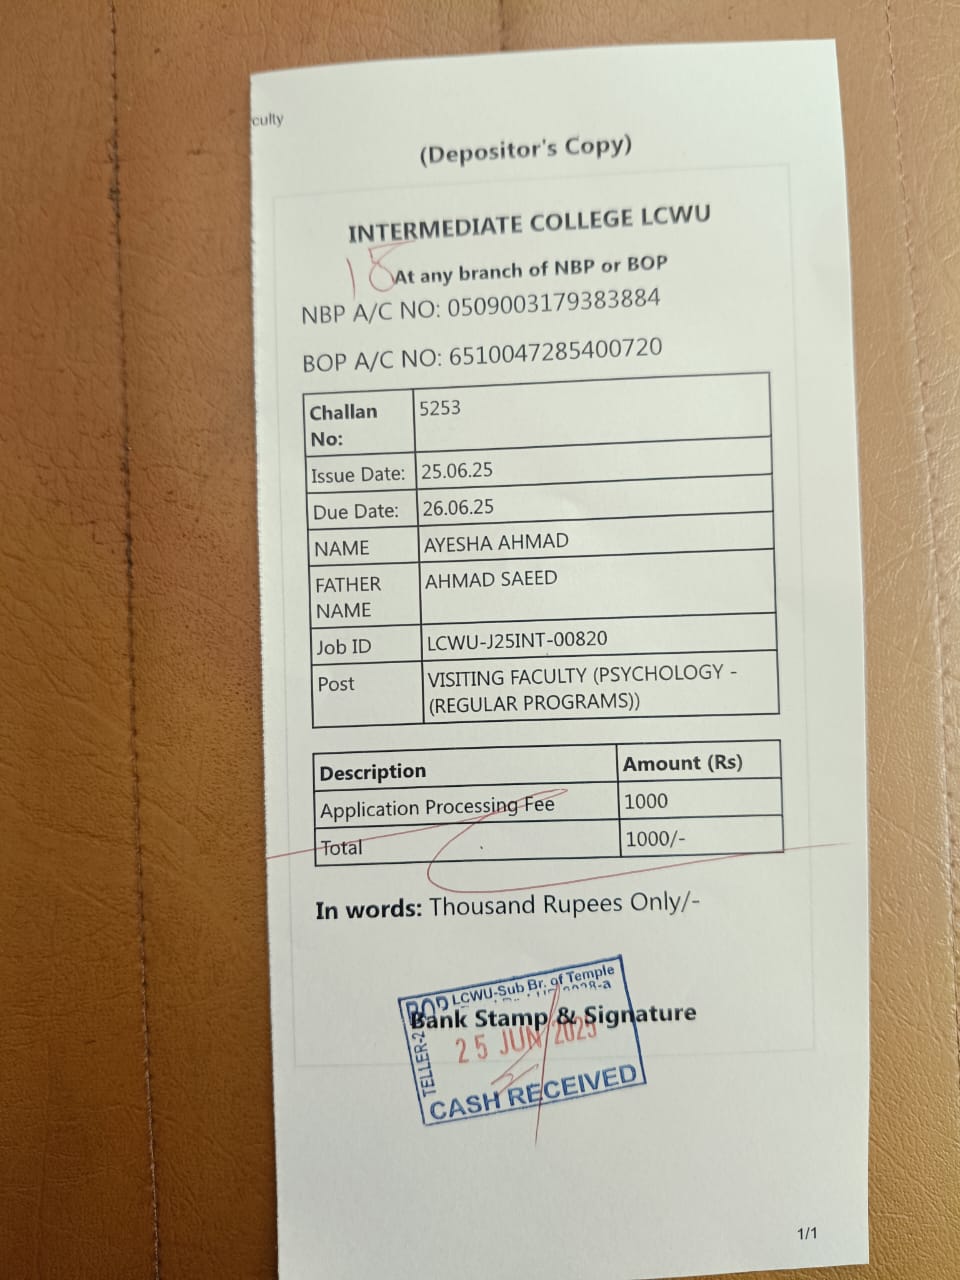 culty
(Depositor's Copy)
INTERMEDIATE COLLEGE LCWU
18
At any branch of NBP or BOP
NBP A/C NO: 0509003179383884
BOP A/C NO: 6510047285400720
Challan No: 5253
Issue Date: 25.06.25
Due Date: 26.06.25
NAME AYESHA AHMAD
FATHER NAME AHMAD SAEED
Job ID LCWU-J25INT-00820
Post VISITING FACULTY (PSYCHOLOGY -
(REGULAR PROGRAMS))
Description Amount (Rs)
Application Processing Fee 1000
Total 1000/-
In words: Thousand Rupees Only/-
BOP LCWU-Sub Br. of Temple
Bank Stamp & Signature
TELLER-2
25 JUN 2025
CASH RECEIVED
1/1